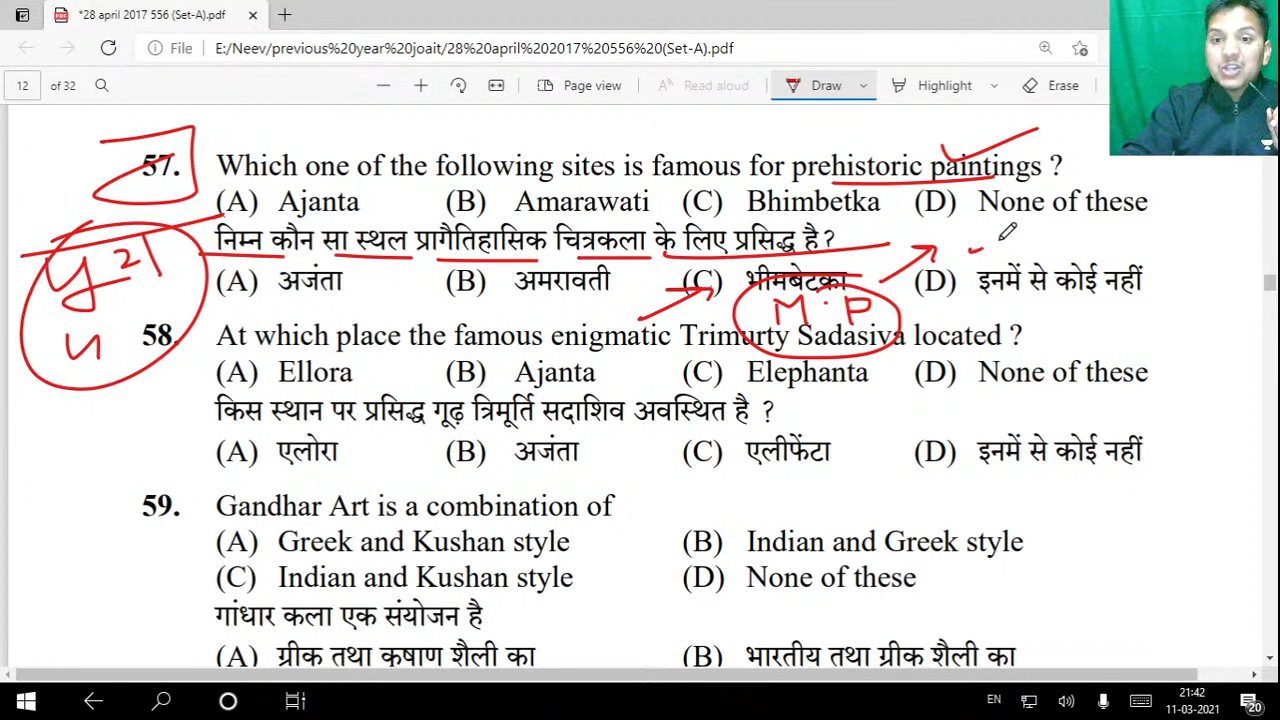 *28 april 2017 556 (Set-A).pdf
File E:/Neev/previous%20year%20joait/28%20april%202017%20556%20(Set-A).pdf
12 of 32 Page view Read aloud Draw Highlight Erase
57. Which one of the following sites is famous for prehistoric paintings ?
(A) Ajanta (B) Amarawati (C) Bhimbetka (D) None of these
निम्न कौन सा स्थल प्रागैतिहासिक चित्रकला के लिए प्रसिद्ध है?
(A) अजंता (B) अमरावती (C) भीमबेटका (D) इनमें से कोई नहीं
M.P
58. At which place the famous enigmatic Trimurty Sadasiva located ?
(A) Ellora (B) Ajanta (C) Elephanta (D) None of these
किस स्थान पर प्रसिद्ध गूढ़ त्रिमूर्ति सदाशिव अवस्थित है ?
(A) एलोरा (B) अजंता (C) एलीफेंटा (D) इनमें से कोई नहीं
59. Gandhar Art is a combination of
(A) Greek and Kushan style (B) Indian and Greek style
(C) Indian and Kushan style (D) None of these
गांधार कला एक संयोजन है
(A) ग्रीक तथा कुषाण शैली का (B) भारतीय तथा ग्रीक शैली का
EN 21:42
11-03-2021 20